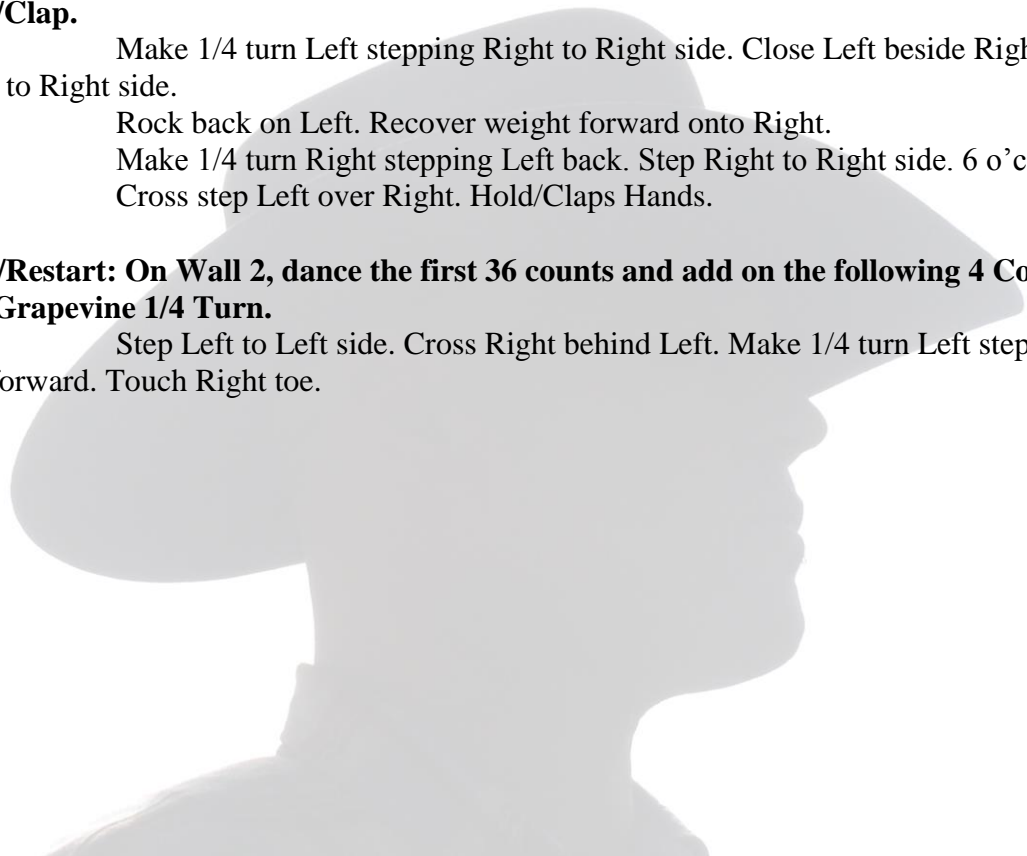 /Clap.
Make 1/4 turn Left stepping Right to Right side. Close Left beside
to Right side.
Rock back on Left. Recover weight forward onto Right.
Make 1/4 turn Right stepping Left back. Step Right to Right side. 6
Cross step Left over Right. Hold/Claps Hands.
/Restart: On Wall 2, dance the first 36 counts and add on the following 4
Grapevine 1/4 Turn.
Step Left to Left side. Cross Right behind Left. Make 1/4 turn Left
forward. Touch Right toe.